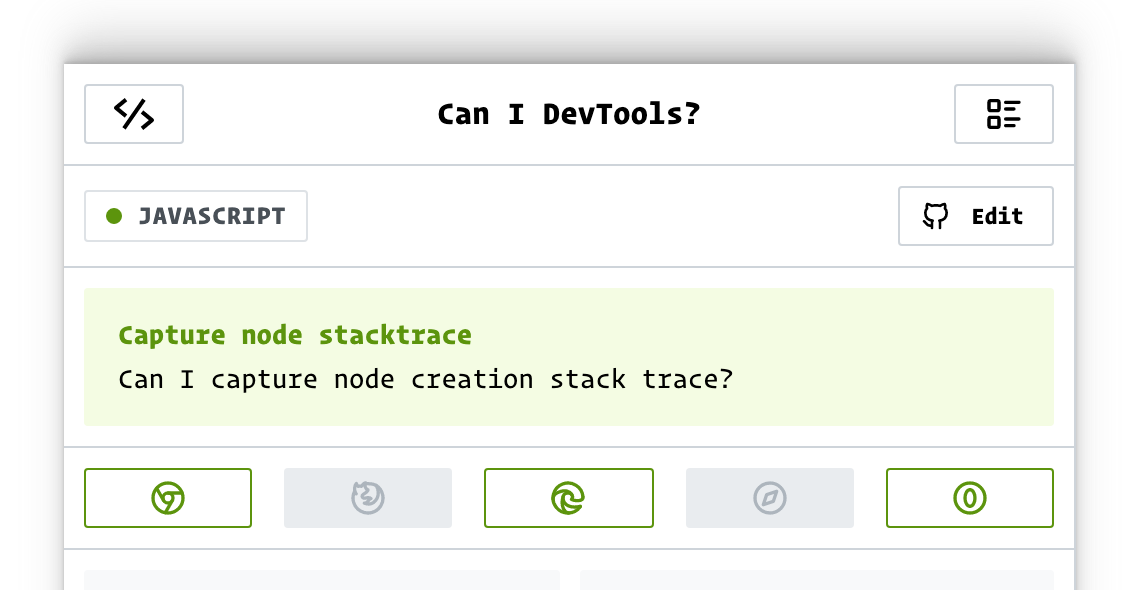 Can I DevTools?
JAVASCRIPT
Edit
Capture node stacktrace
Can I capture node creation stack trace?